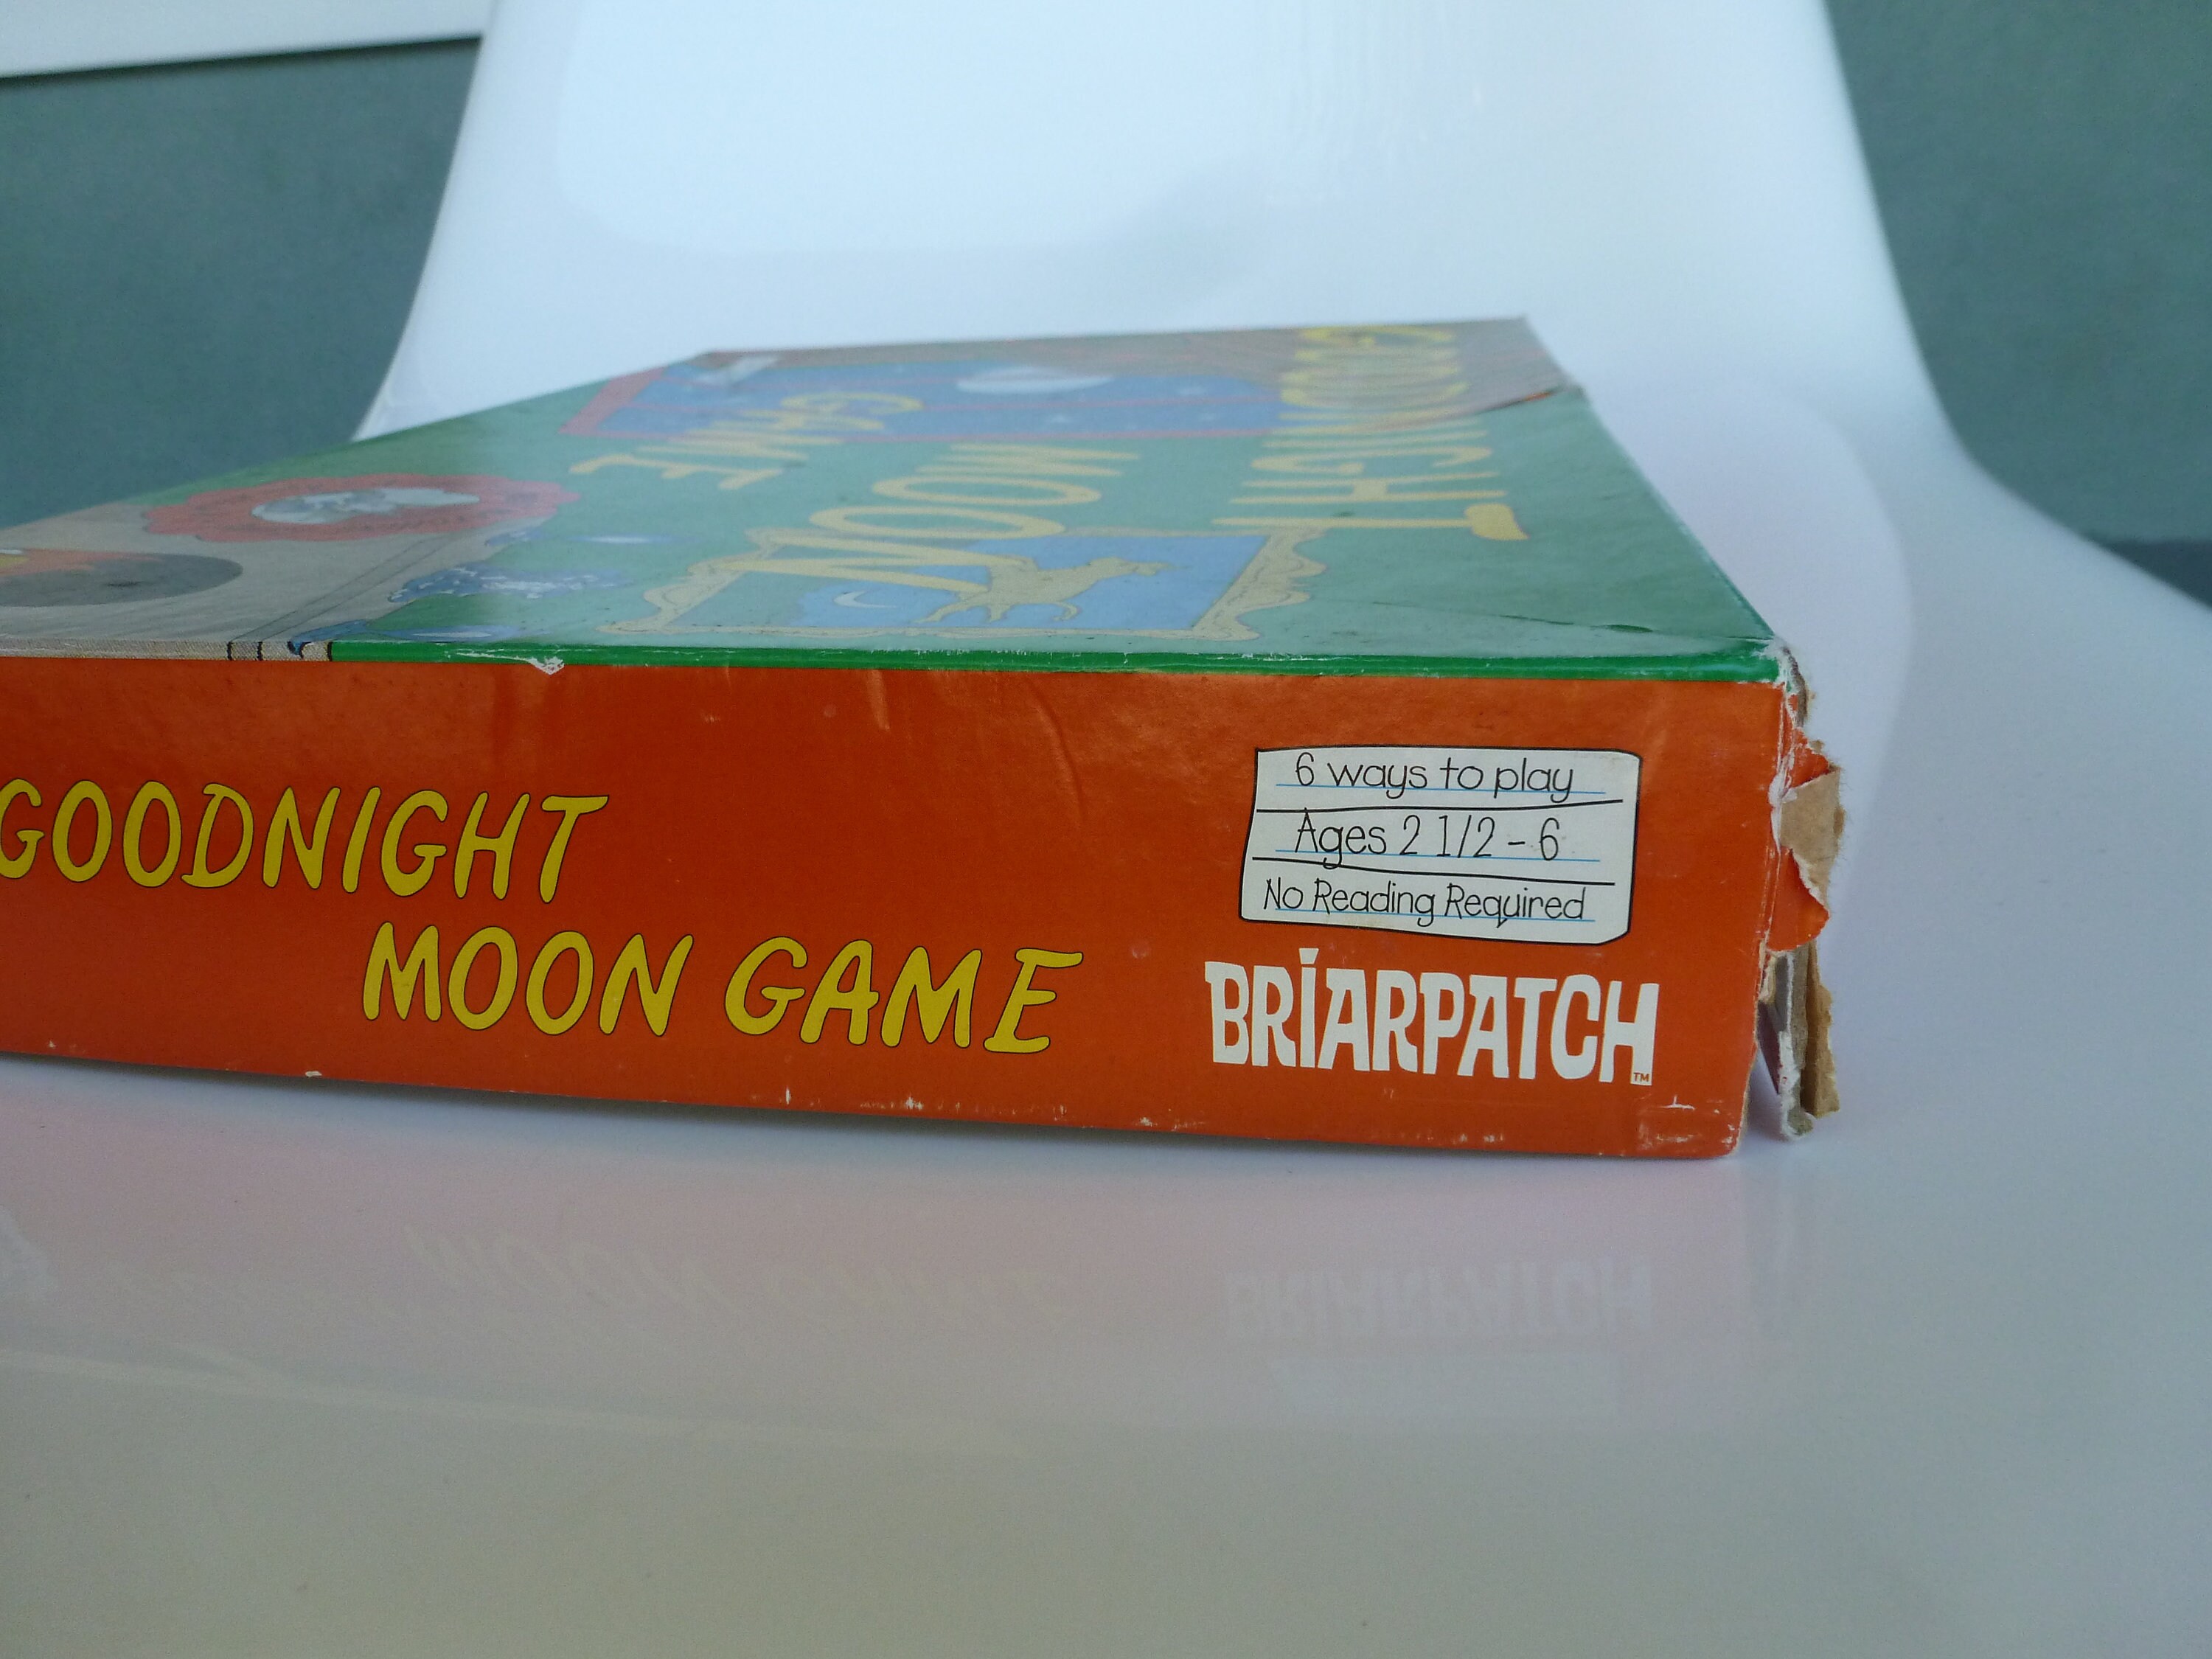 GOODNIGHT
MOON
GAME
GOODNIGHT
MOON GAME
6 ways to play
Ages 2 1/2 - 6
No Reading Required
BRIARPATCH
TM